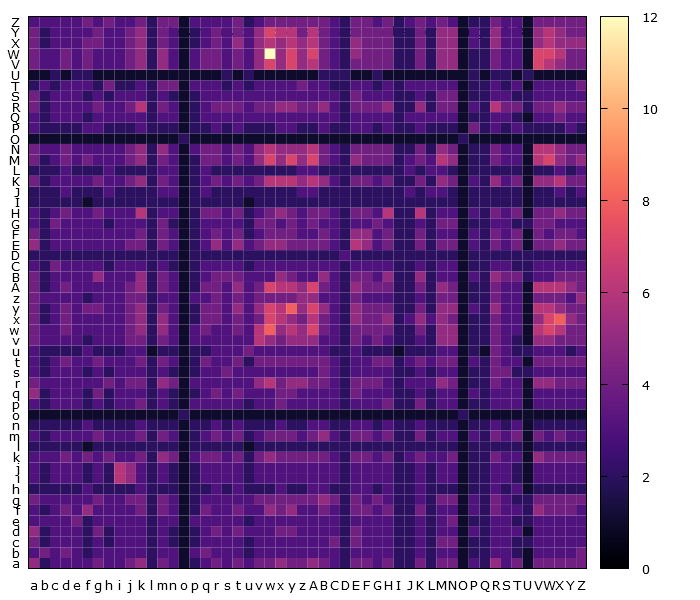 Z
Y
X
W
V
U
T
S
R
Q
P
O
N
M
L
K
J
I
H
G
F
E
D
C
B
A
z
y
x
w
v
u
t
s
r
q
p
o
n
m
l
k
j
i
h
g
f
e
d
c
b
a
a b c d e f g h i j k l m n o p q r s t u v w x y z A B C D E F G H I J K L M N O P Q R S T U V W X Y Z
12
10
8
6
4
2
0